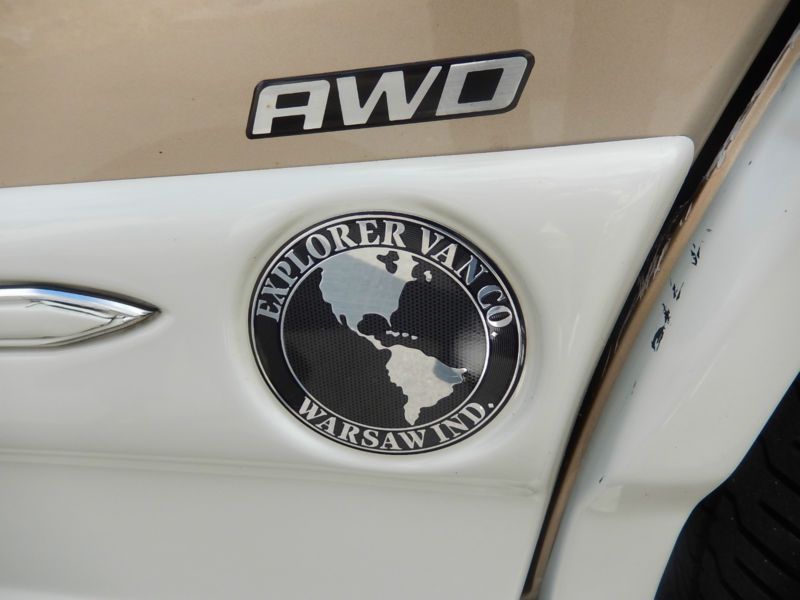 AWD
EXPLORER VAN CO.
WARSAW IND.